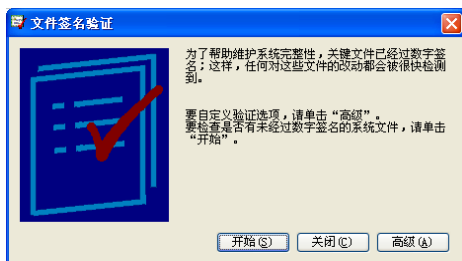 文件签名验证
为了帮助维护系统完整性，关键文件已经过数字签
名；这样，任何对这些文件的改动都会被很快检测
到。
要自定义验证选项，请单击“高级”。
要检查是否有未经过数字签名的系统文件，请单击
“开始”。
开始(S) 关闭(C) 高级(A)